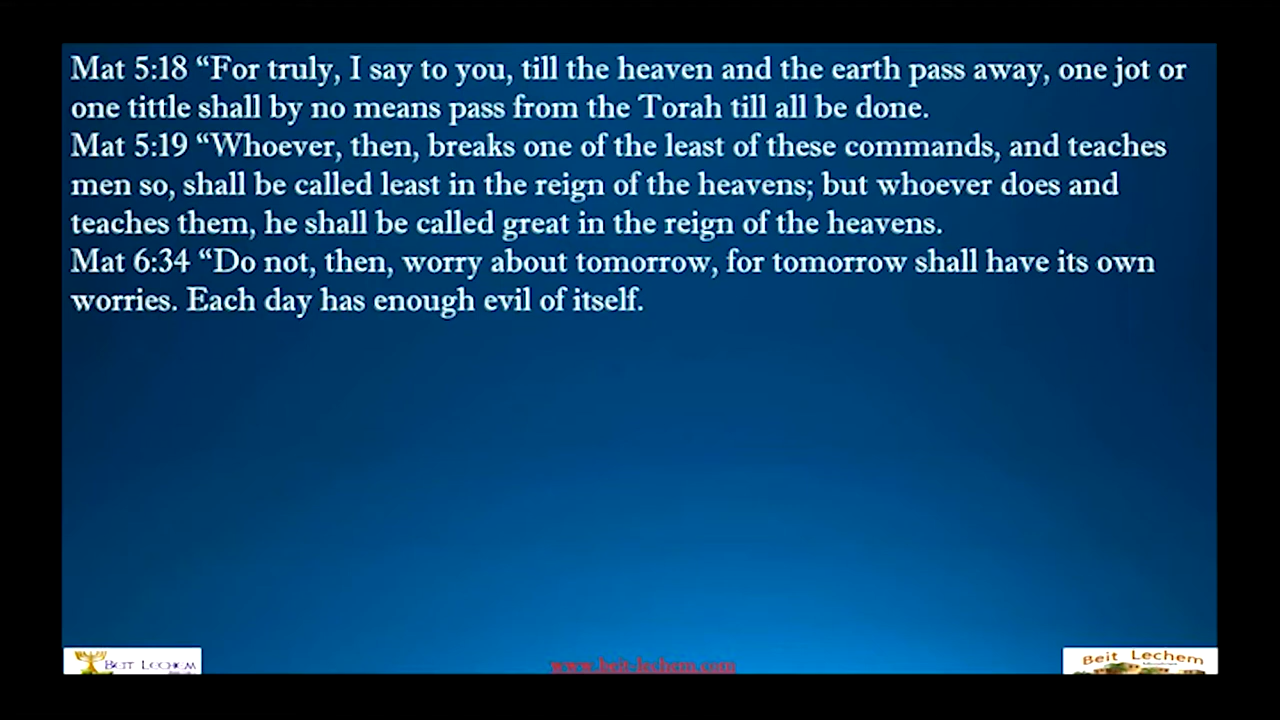 Mat 5:18 “For truly, I say to you, till the heaven and the earth pass away, one jot or
one tittle shall by no means pass from the Torah till all be done.
Mat 5:19 “Whoever, then, breaks one of the least of these commands, and teaches
men so, shall be called least in the reign of the heavens; but whoever does and
teaches them, he shall be called great in the reign of the heavens.
Mat 6:34 “Do not, then, worry about tomorrow, for tomorrow shall have its own
worries. Each day has enough evil of itself.
Beit Lechem
www.beit-lechem.com
Beit Lechem